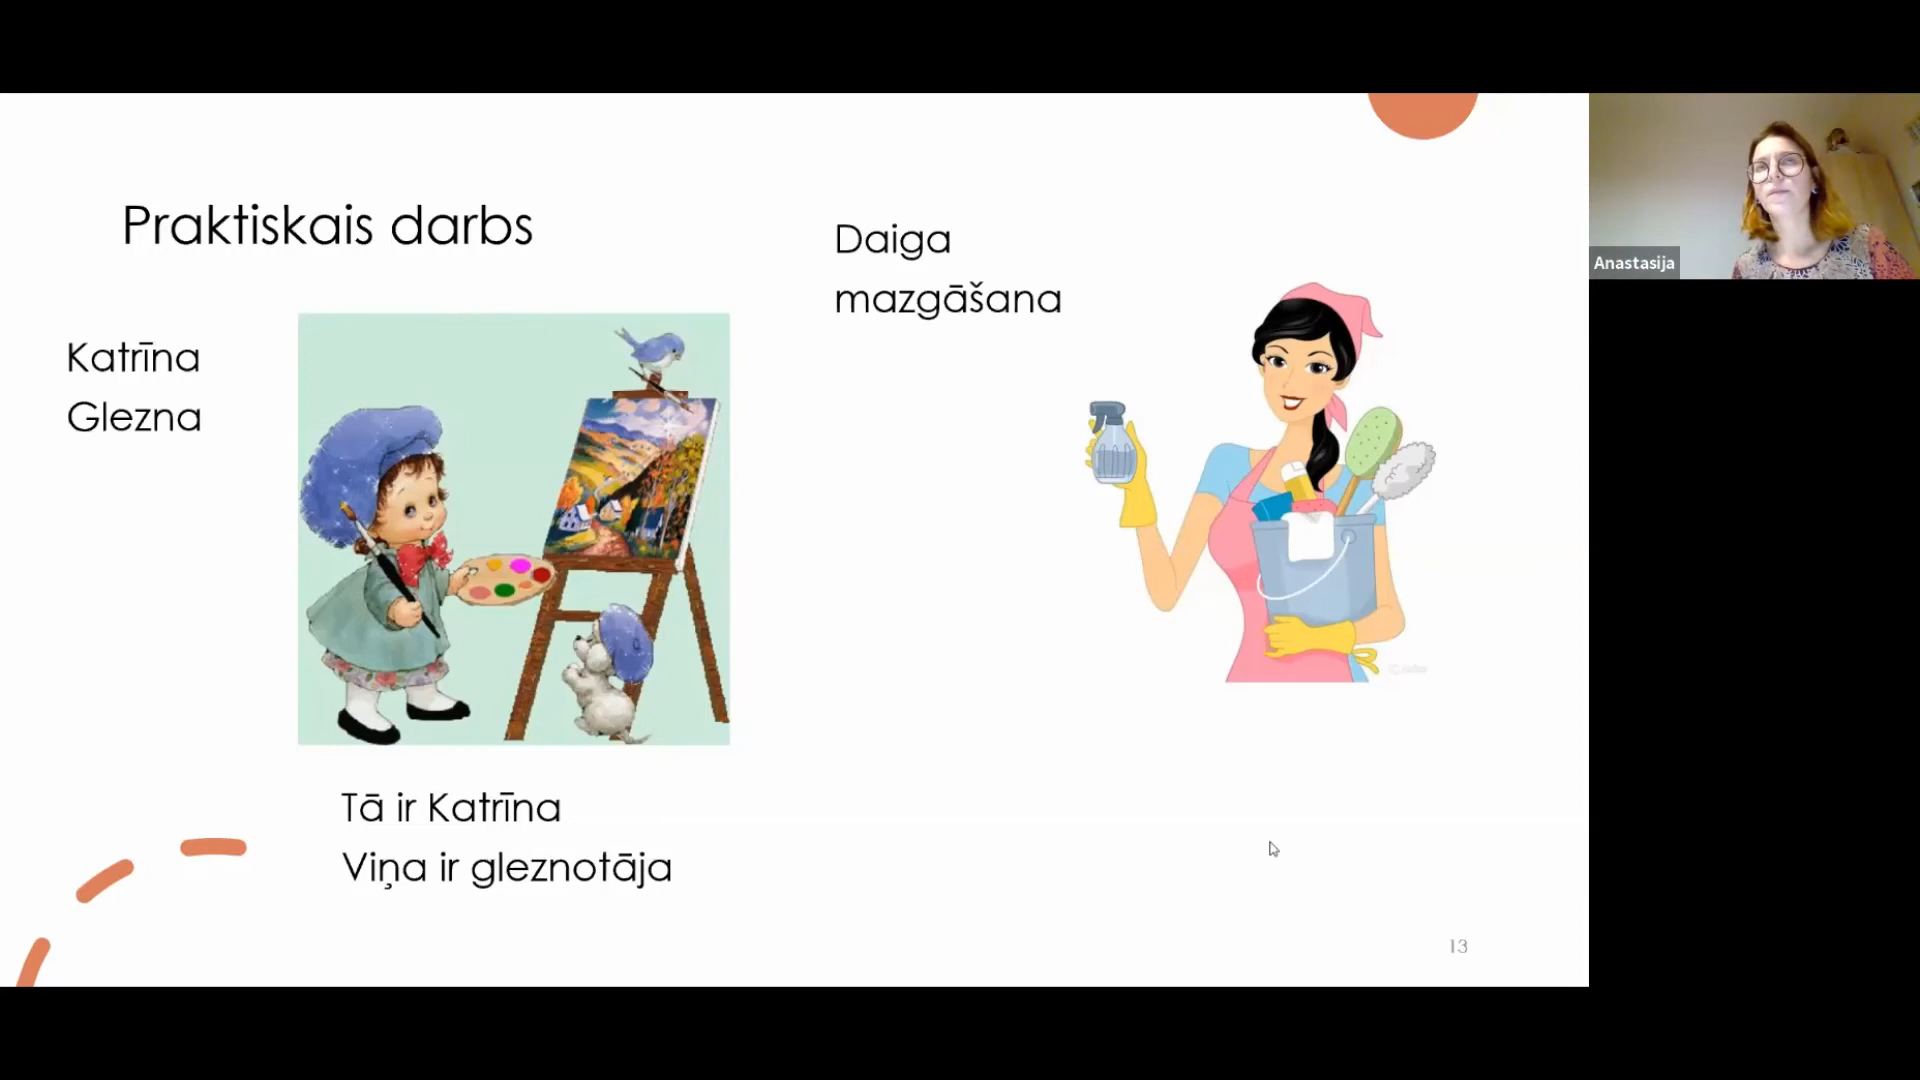 Praktiskais darbs
Katrīna
Glezna
Tā ir Katrīna
Viņa ir gleznotāja
Daiga
mazgāšana
13
Anastasija